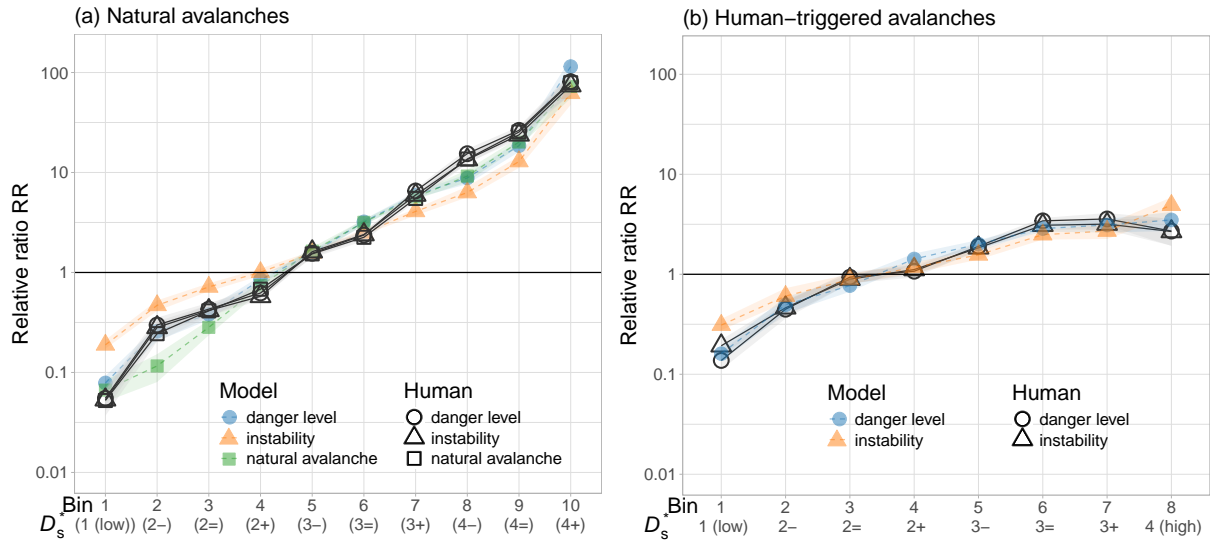 (a) Natural avalanches
Relative ratio RR
100
10
1
0.1
0.01
Model
danger level
instability
natural avalanche
Human
danger level
instability
natural avalanche
Bin 1 2 3 4 5 6 7 8 9 10
D*s (1 (low)) (2−) (2=) (2+) (3−) (3=) (3+) (4−) (4=) (4+)
(b) Human−triggered avalanches
Relative ratio RR
100
10
1
0.1
0.01
Model
danger level
instability
Human
danger level
instability
Bin 1 2 3 4 5 6 7 8
D*s 1 (low) 2− 2= 2+ 3− 3= 3+ 4 (high)